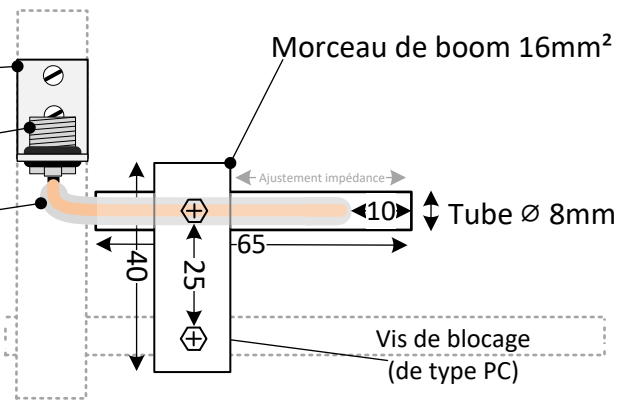 Morceau de boom 16mm²
Ajustement impédance
10
Tube ∅ 8mm
65
40
25
Vis de blocage
(de type PC)